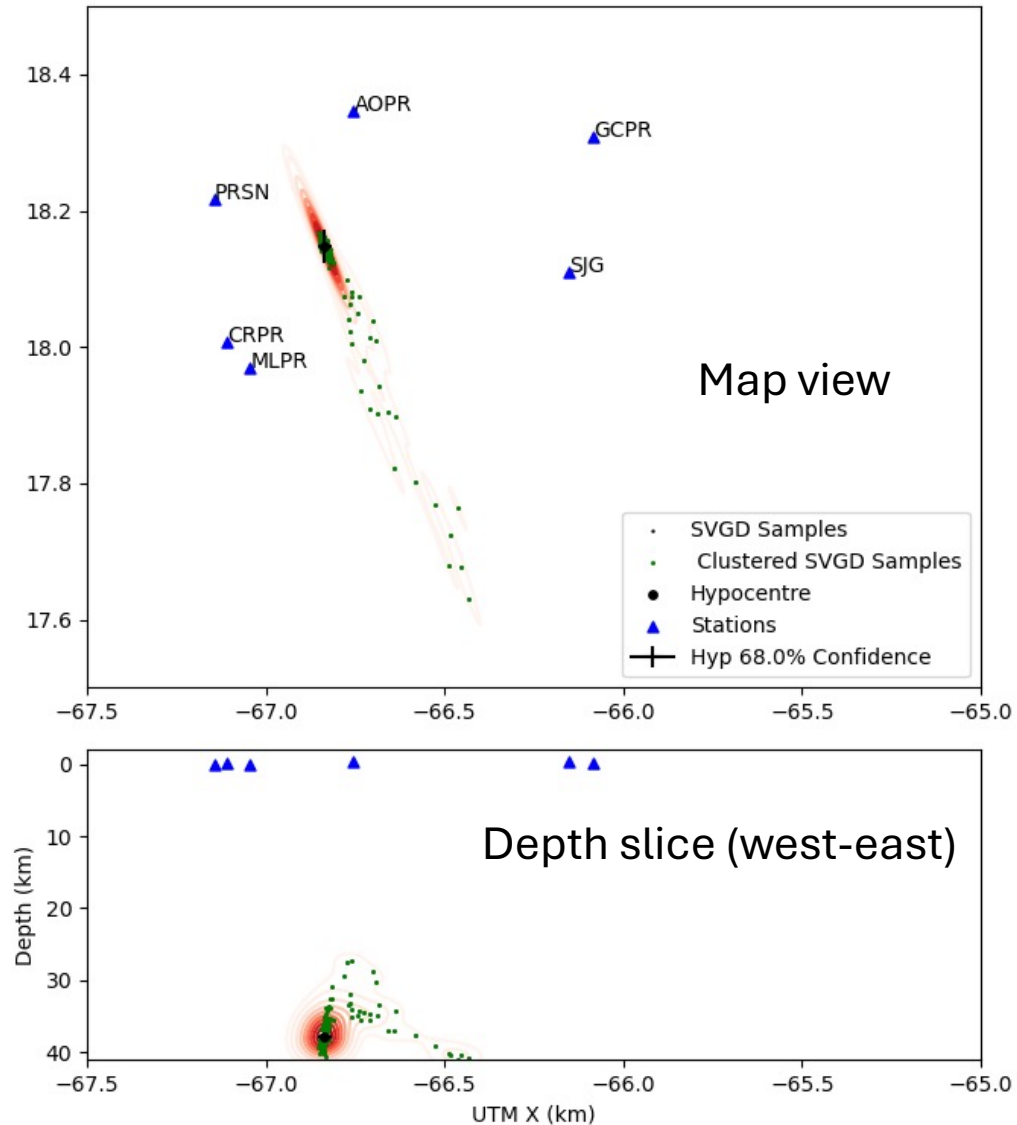 18.4
AOPR
GCPR
PRSN
18.2
SJG
18.0
CRPR
MLPR
Map view
17.8
SVGD Samples
Clustered SVGD Samples
Hypocentre
Stations
Hyp 68.0% Confidence
17.6
−67.5 −67.0 −66.5 −66.0 −65.5 −65.0
0
10
Depth slice (west-east)
20
30
40
Depth (km)
−67.5 −67.0 −66.5 −66.0 −65.5 −65.0
UTM X (km)